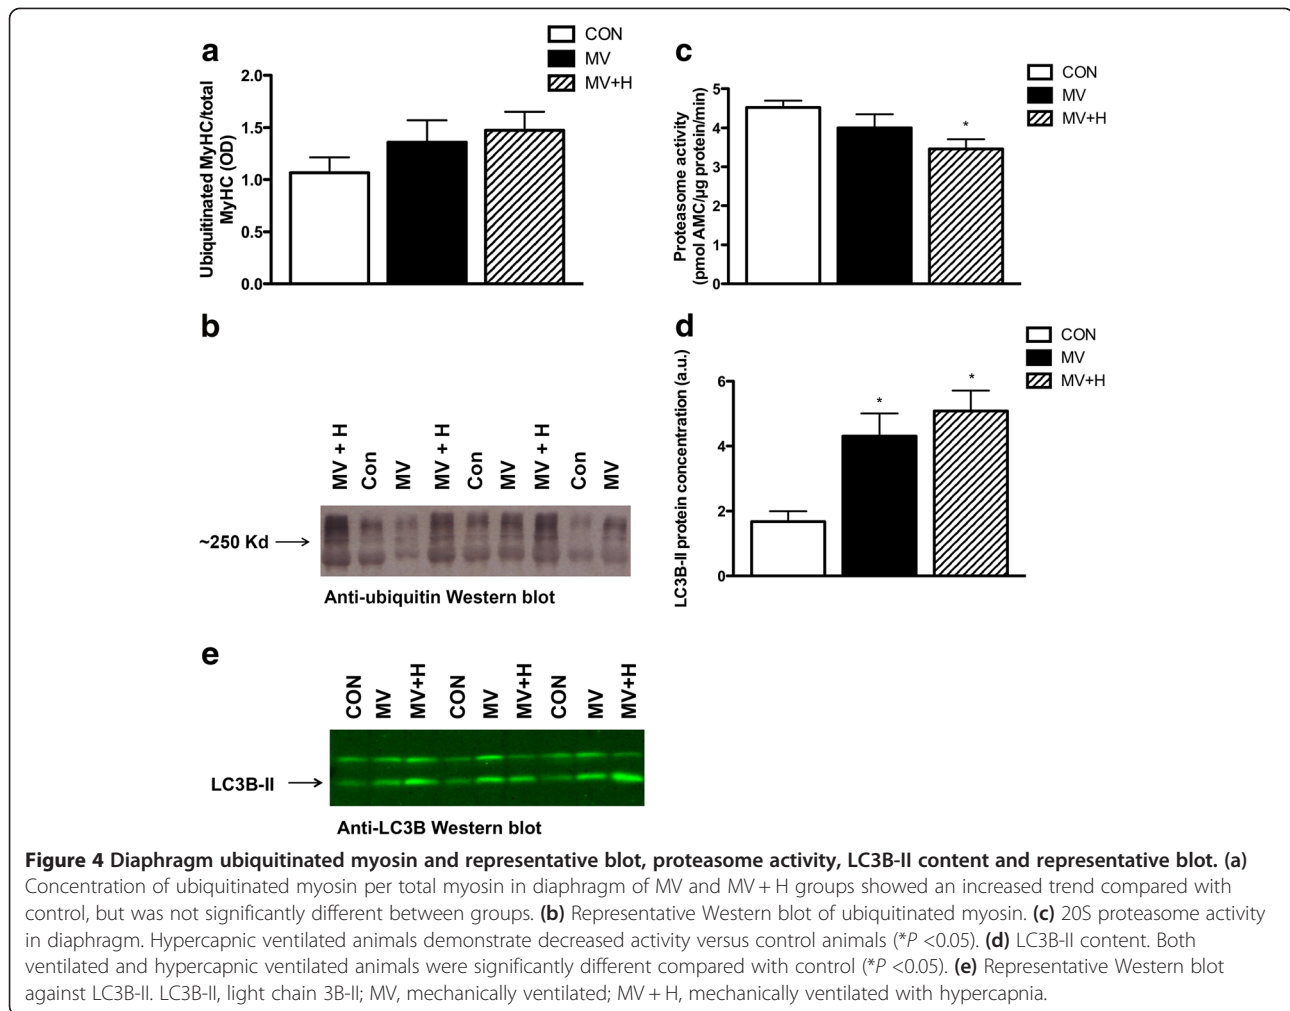 a
CON
MV
MV+H
Ubiquitinated MyHC/total
MyHC (OD)
2.0
1.5
1.0
0.5
0.0
c
CON
MV
MV+H
Proteasome activity
(pmol AMC/µg protein/min)
5
4
3
2
1
0
*
b
MV + H
Con
MV
MV + H
Con
MV
MV + H
Con
MV
~250 Kd
Anti-ubiquitin Western blot
d
CON
MV
MV+H
LC3B-II protein concentration (a.u.)
6
4
2
0
*
*
e
CON
MV
MV+H
CON
MV
MV+H
CON
MV
MV+H
LC3B-II
Anti-LC3B Western blot
Figure 4 Diaphragm ubiquitinated myosin and representative blot, proteasome activity, LC3B-II content and representative blot. (a)
Concentration of ubiquitinated myosin per total myosin in diaphragm of MV and MV + H groups showed an increased trend compared with
control, but was not significantly different between groups. (b) Representative Western blot of ubiquitinated myosin. (c) 20S proteasome activity
in diaphragm. Hypercapnic ventilated animals demonstrate decreased activity versus control animals (*P <0.05). (d) LC3B-II content. Both
ventilated and hypercapnic ventilated animals were significantly different compared with control (*P <0.05). (e) Representative Western blot
against LC3B-II. LC3B-II, light chain 3B-II; MV, mechanically ventilated; MV + H, mechanically ventilated with hypercapnia.